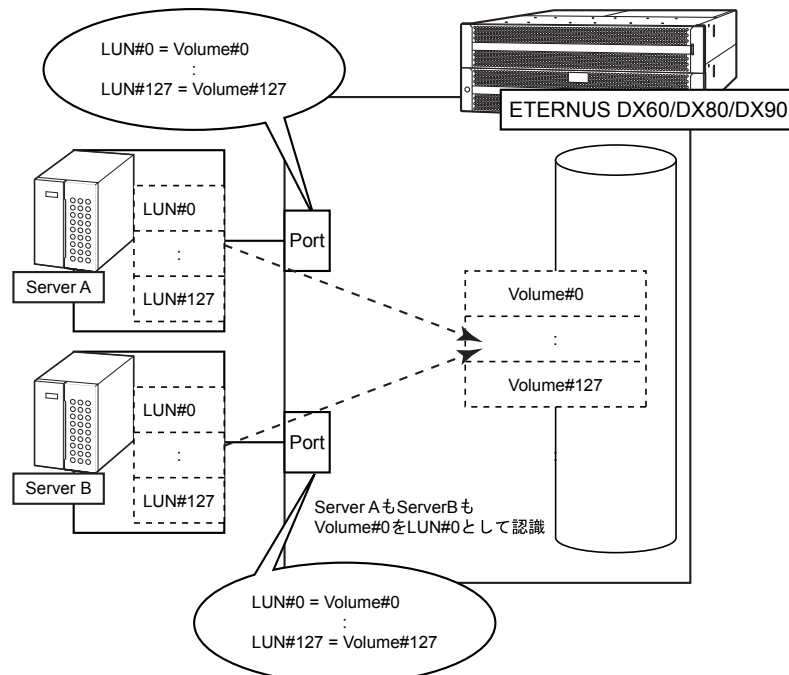 LUN#0 = Volume#0
:
LUN#127 = Volume#127
ETERNUS DX60/DX80/DX90
LUN#0
:
LUN#127
Server A
Port
Volume#0
:
Volume#127
LUN#0
:
LUN#127
Server B
Port
:
Server AもServerBも
Volume#0をLUN#0として認識
LUN#0 = Volume#0
:
LUN#127 = Volume#127